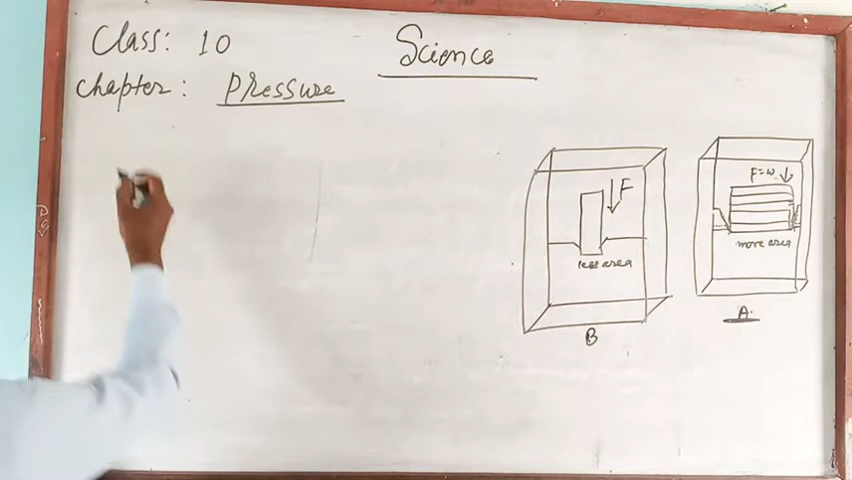 Class: 10
Science
Chapter: Pressure
F
less area
B
F=w
more area
A.